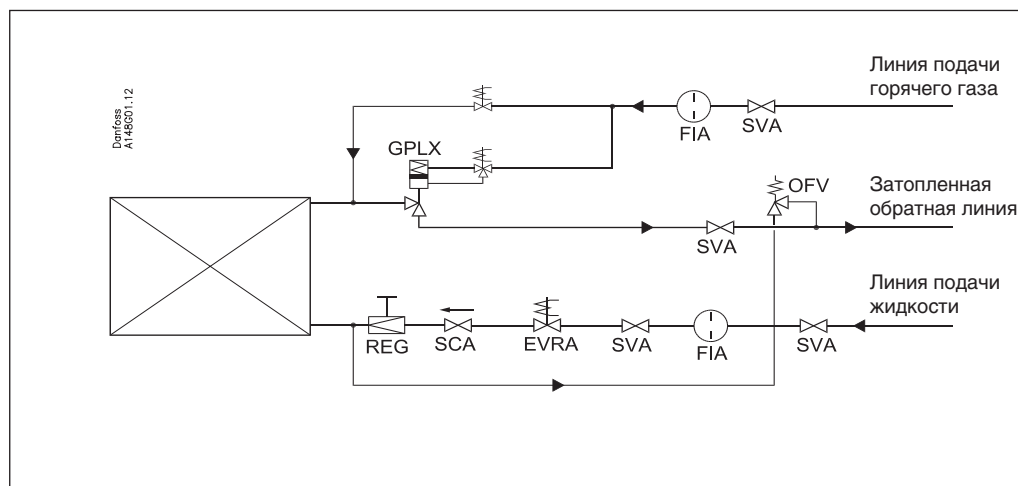 Danfoss
A148G01.12
Линия подачи
горячего газа
FIA
SVA
GPLX
OFV
Затопленная
обратная линия
SVA
Линия подачи
жидкости
REG
SCA
EVRA
SVA
FIA
SVA